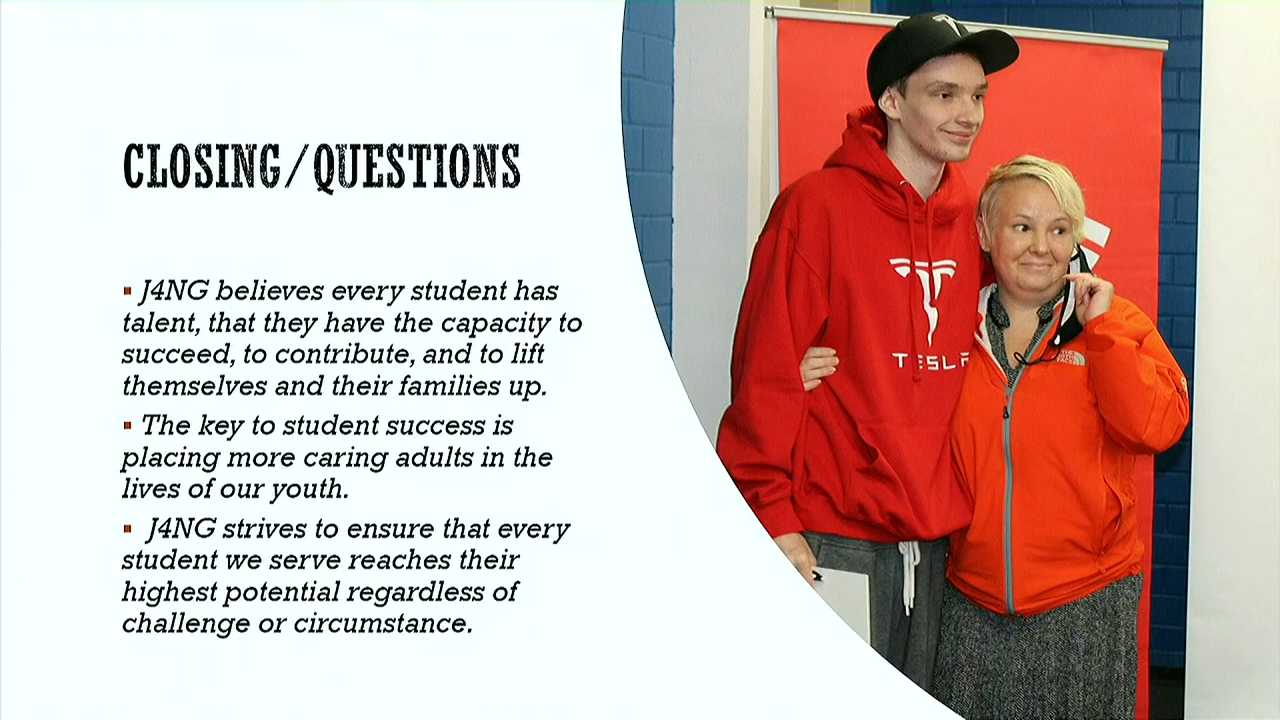 CLOSING/QUESTIONS
▪ J4NG believes every student has
talent, that they have the capacity to
succeed, to contribute, and to lift
themselves and their families up.
▪ The key to student success is
placing more caring adults in the
lives of our youth.
▪ J4NG strives to ensure that every
student we serve reaches their
highest potential regardless of
challenge or circumstance.
TESLA
THE
NORTH
FACE